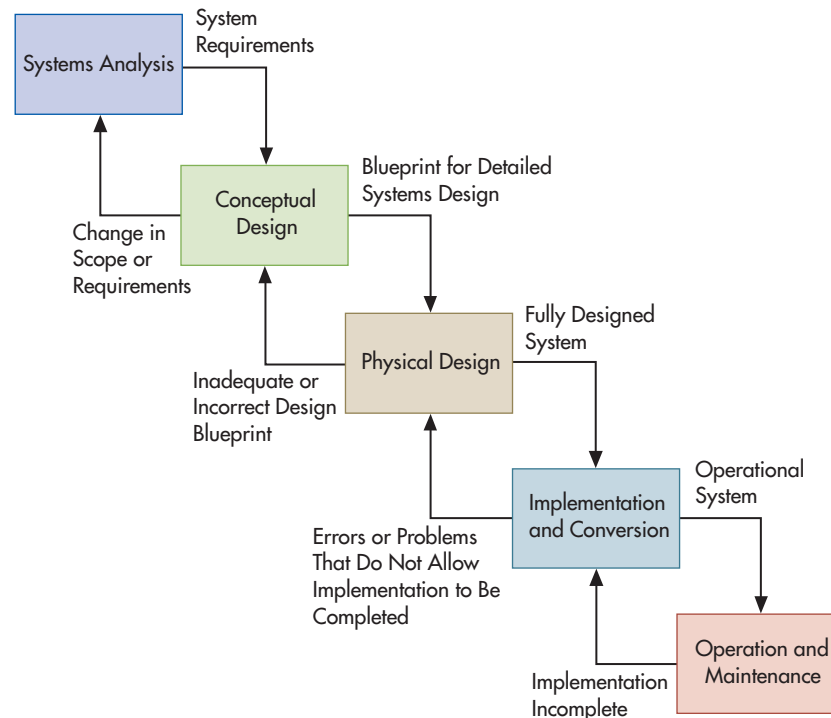 System
Requirements
Systems Analysis
Blueprint for Detailed
Systems Design
Conceptual
Design
Change in
Scope or
Requirements
Fully Designed
System
Physical Design
Inadequate or
Incorrect Design
Blueprint
Operational
System
Implementation
and Conversion
Errors or Problems
That Do Not Allow
Implementation to Be
Completed
Operation and
Maintenance
Implementation
Incomplete